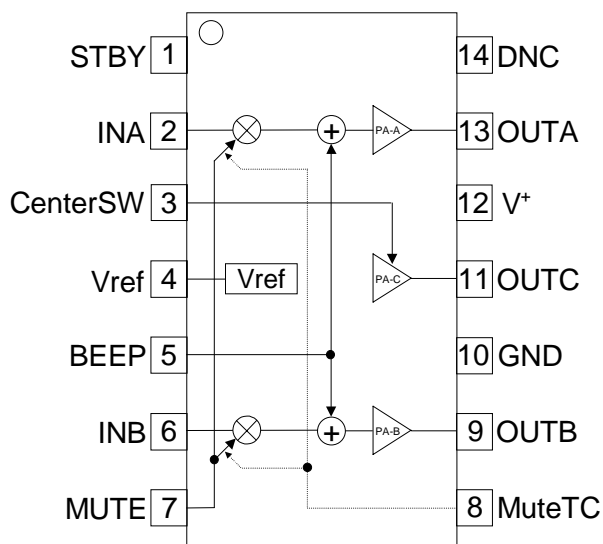 STBY 1 14 DNC
INA 2 PA-A 13 OUTA
CenterSW 3 12 V+
Vref 4 Vref PA-C 11 OUTC
BEEP 5 10 GND
INB 6 PA-B 9 OUTB
MUTE 7 8 MuteTC